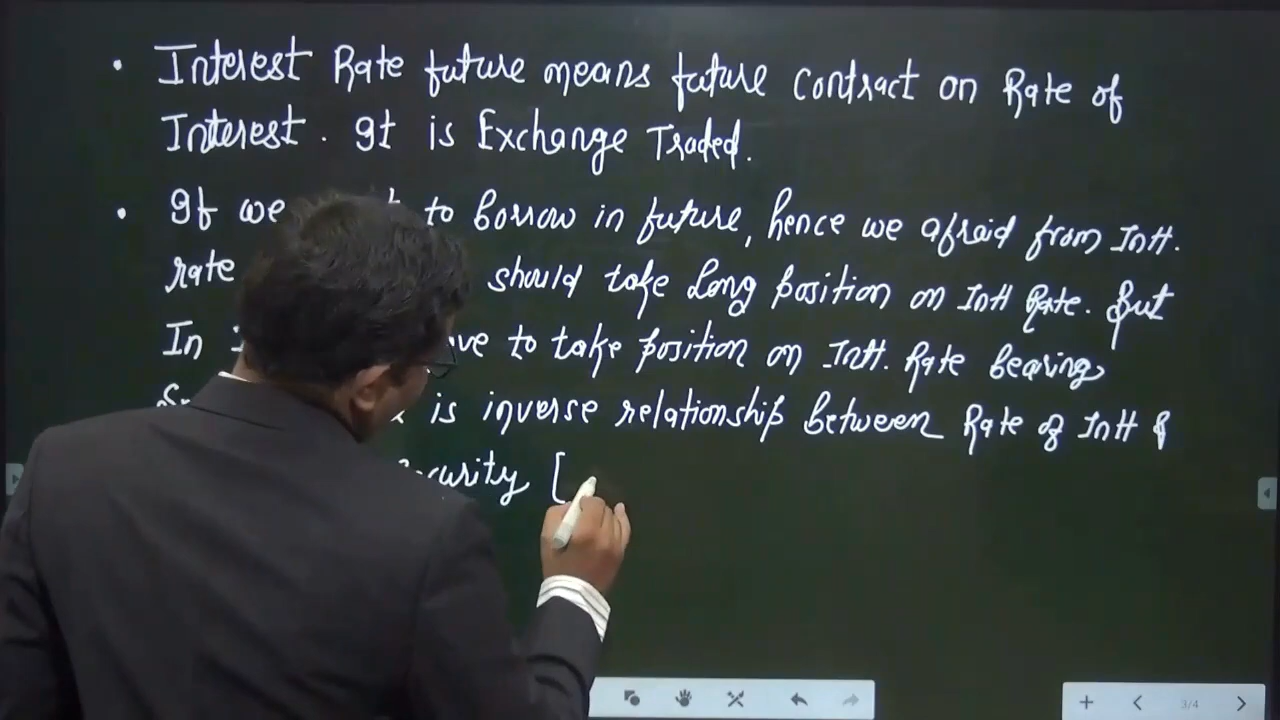 • Interest Rate future means future Contract on Rate of
Interest. It is Exchange Traded.
• If we to borrow in future, hence we afraid from Intt.
rate should take long position on Intt Rate. But
In to take position on Intt. Rate bearing
is inverse relationship between Rate of Intt &
[
3/4